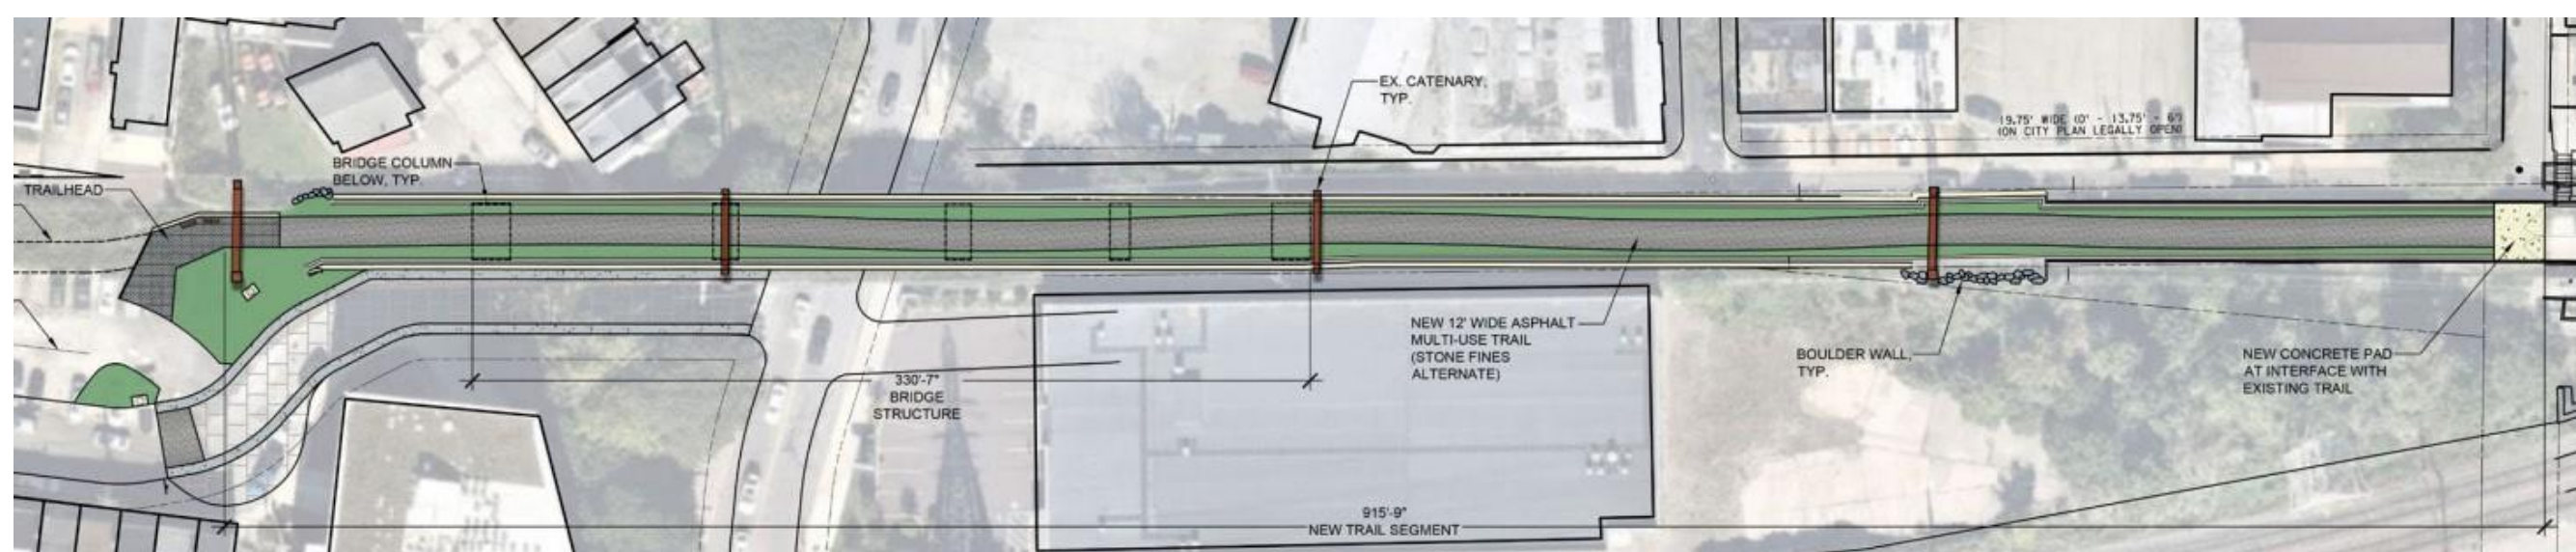 EX. CATENARY,
TYP.
19.75' WIDE (0' - 13.75' - 6')
(ON CITY PLAN LEGALLY OPEN)
BRIDGE COLUMN
BELOW, TYP.
TRAILHEAD
NEW 12' WIDE ASPHALT
MULTI-USE TRAIL
(STONE FINES
ALTERNATE)
BOULDER WALL,
TYP.
NEW CONCRETE PAD
AT INTERFACE WITH
EXISTING TRAIL
330'-7"
BRIDGE
STRUCTURE
915'-9"
NEW TRAIL SEGMENT